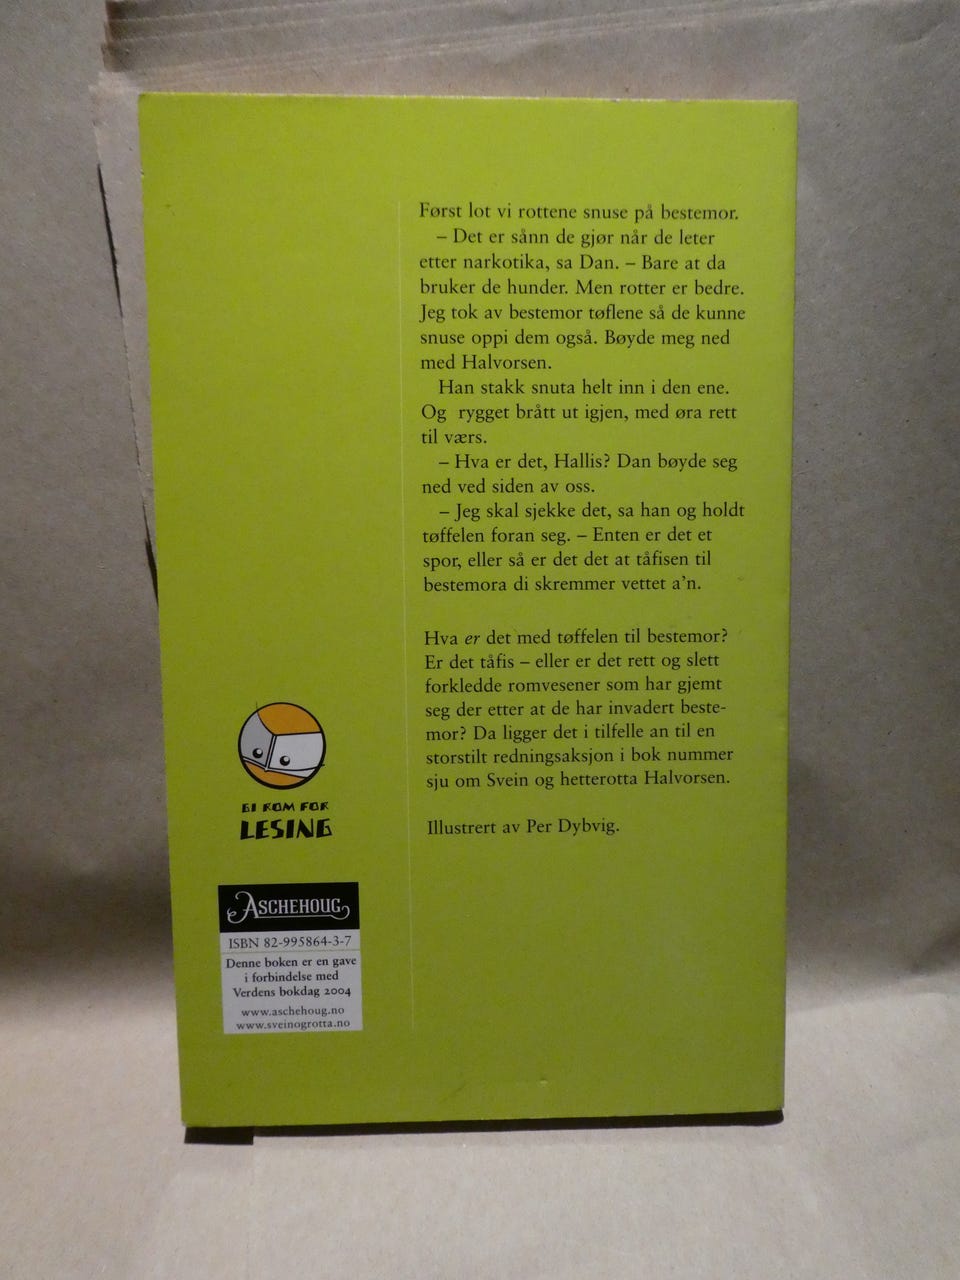 Først lot vi rottene snuse på bestemor.
– Det er sånn de gjør når de leter
etter narkotika, sa Dan. – Bare at da
bruker de hunder. Men rotter er bedre.
Jeg tok av bestemor tøflene så de kunne
snuse oppi dem også. Bøyde meg ned
med Halvorsen.
Han stakk snuta helt inn i den ene.
Og rygget brått ut igjen, med øra rett
til værs.
– Hva er det, Hallis? Dan bøyde seg
ned ved siden av oss.
– Jeg skal sjekke det, sa han og holdt
tøffelen foran seg. – Enten er det et
spor, eller så er det det at tåfisen til
bestemora di skremmer vettet a'n.
Hva er det med tøffelen til bestemor?
Er det tåfis – eller er det rett og slett
forkledde romvesener som har gjemt
seg der etter at de har invadert beste-
mor? Da ligger det i tilfelle an til en
storstilt redningsaksjon i bok nummer
sju om Svein og hetterotta Halvorsen.
Illustrert av Per Dybvig.
GI ROM FOR
LESING
ASCHEHOUG
ISBN 82-995864-3-7
Denne boken er en gave
i forbindelse med
Verdens bokdag 2004
www.aschehoug.no
www.sveinogrotta.no